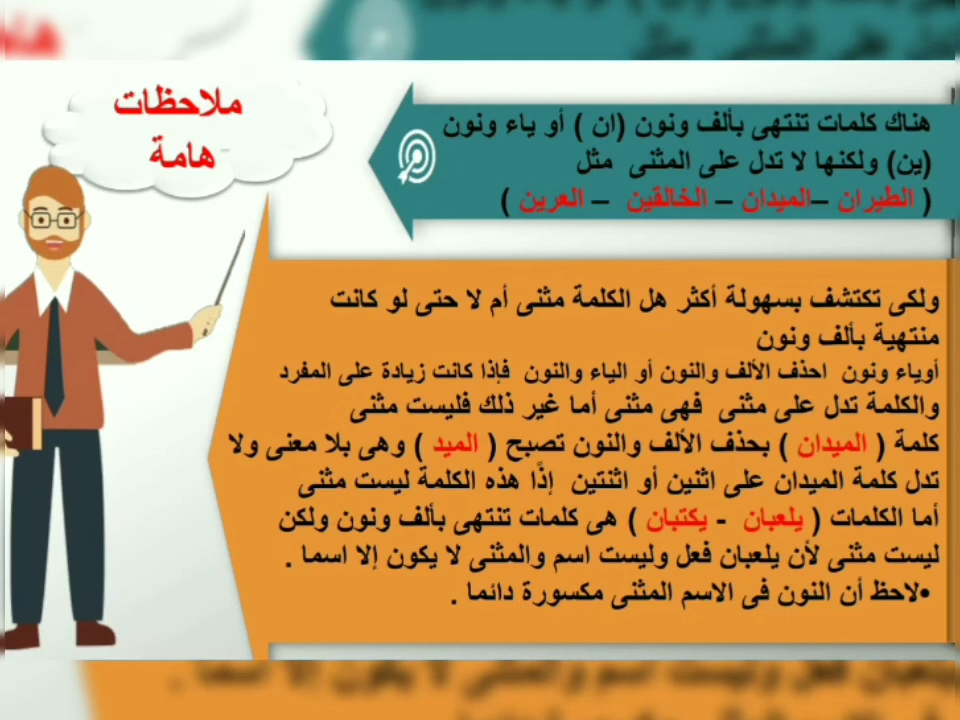 ملاحظات
هامة
هناك كلمات تنتهى بألف ونون (ان ) أو ياء ونون
(ين) ولكنها لا تدل على المثنى مثل
( الطيران –الميدان – الخالقين – العرين )
ولكى تكتشف بسهولة أكثر هل الكلمة مثنى أم لا حتى لو كانت
منتهية بألف ونون
أوياء ونون احذف الألف والنون أو الياء والنون فإذا كانت زيادة على المفرد
والكلمة تدل على مثنى فهى مثنى أما غير ذلك فليست مثنى
كلمة ( الميدان ) بحذف الألف والنون تصبح ( الميد ) وهى بلا معنى ولا
تدل كلمة الميدان على اثنين أو اثنتين إذًا هذه الكلمة ليست مثنى
أما الكلمات ( يلعبان - يكتبان ) هى كلمات تنتهى بألف ونون ولكن
ليست مثنى لأن يلعبان فعل وليست اسم والمثنى لا يكون إلا اسما .
•لاحظ أن النون فى الاسم المثنى مكسورة دائما .